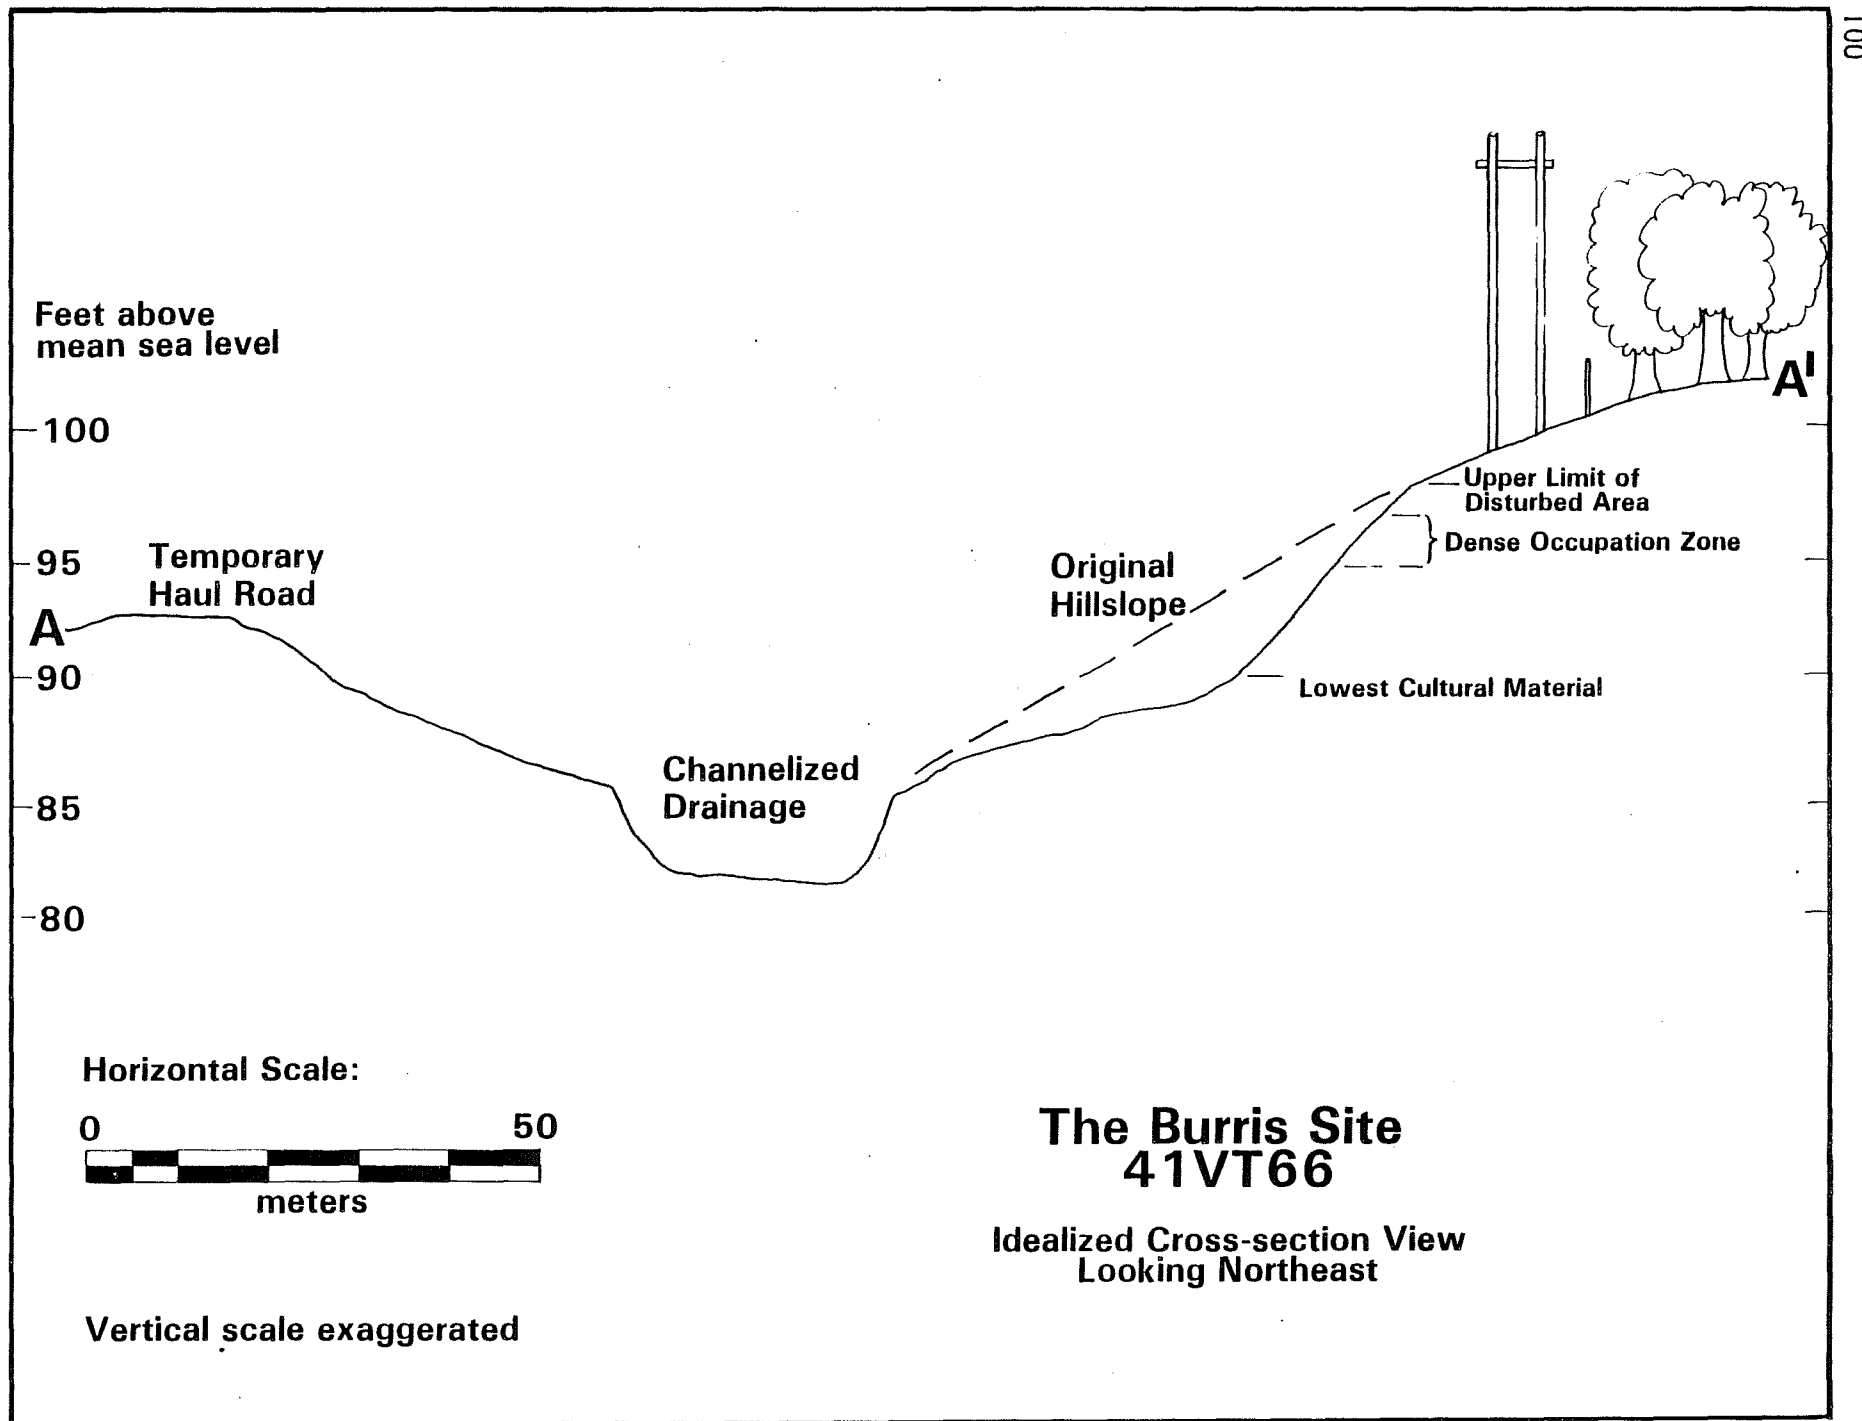 100
Feet above
mean sea level
100
95
90
85
80
Temporary
Haul Road
A
Channelized
Drainage
Original
Hillslope
A'
Upper Limit of
Disturbed Area
Dense Occupation Zone
Lowest Cultural Material
Horizontal Scale:
0 50
meters
Vertical scale exaggerated
The Burris Site
41VT66
Idealized Cross-section View
Looking Northeast